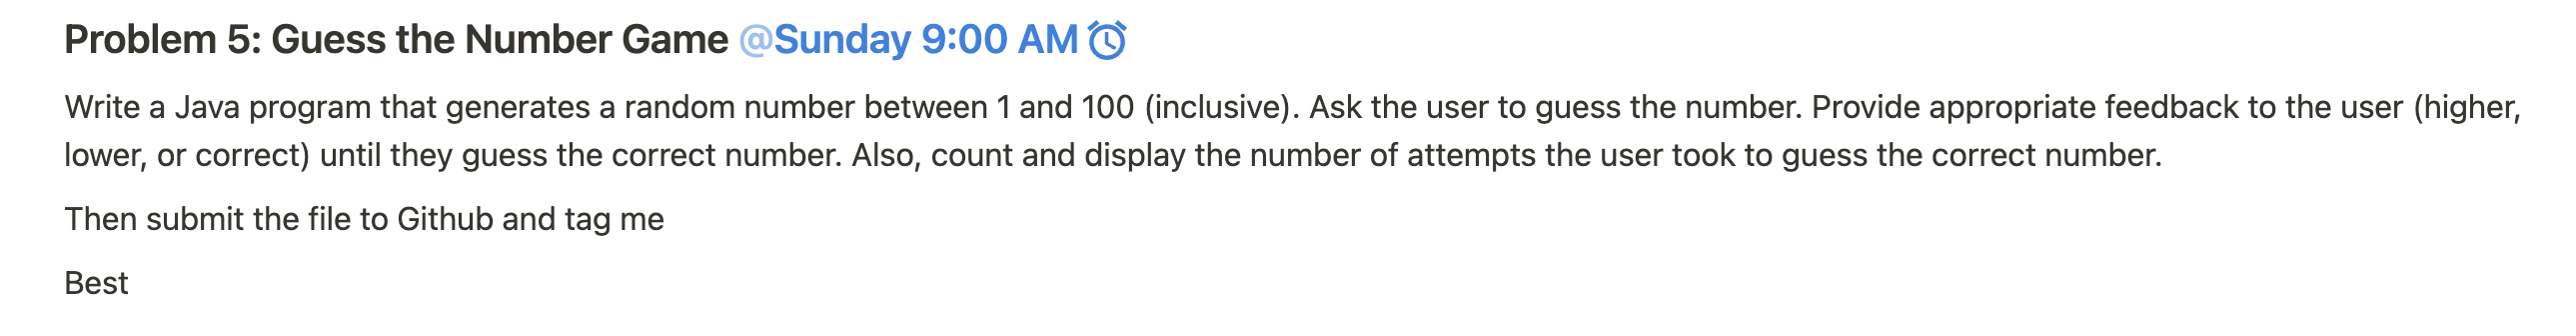 Problem 5: Guess the Number Game @Sunday 9:00 AM
Write a Java program that generates a random number between 1 and 100 (inclusive). Ask the user to guess the number. Provide appropriate feedback to the user (higher,
lower, or correct) until they guess the correct number. Also, count and display the number of attempts the user took to guess the correct number.
Then submit the file to Github and tag me
Best